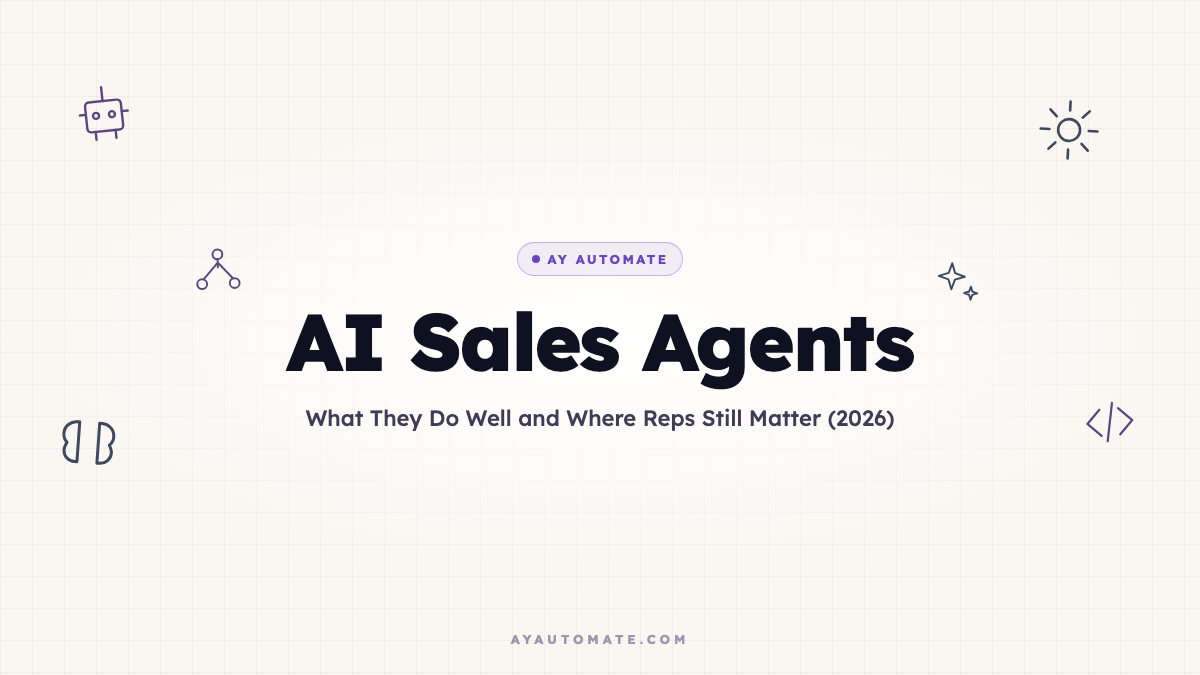 AY AUTOMATE
AI Sales Agents
What They Do Well and Where Reps Still Matter (2026)
AYAUTOMATE.COM